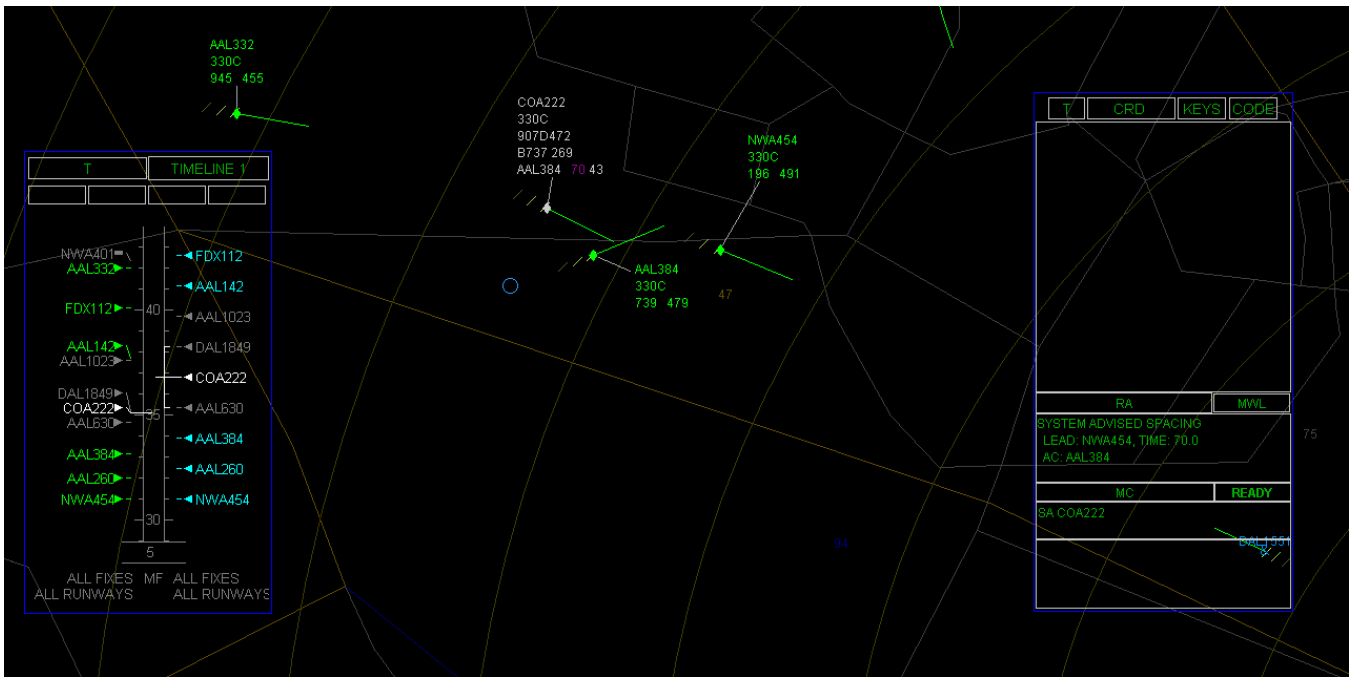 AAL332
330C
945 455
COA222
330C
907D472
B737 269
AAL384 70 43
NWA454
330C
196 491
AAL384
330C
739 479
47
94
75
T TIMELINE 1
NWA401 FDX112
AAL332
AAL142
FDX112 40 AAL1023
AAL142 DAL1849
AAL1023
COA222
DAL1849
COA222 35 AAL630
AAL630
AAL384
AAL384
AAL260
AAL260
NWA454 NWA454
30
5
ALL FIXES MF ALL FIXES
ALL RUNWAYS ALL RUNWAYS
T CRD KEYS CODE
RA MWL
SYSTEM ADVISED SPACING
LEAD: NWA454, TIME: 70.0
AC: AAL384
MC READY
SA COA222
DAL1551